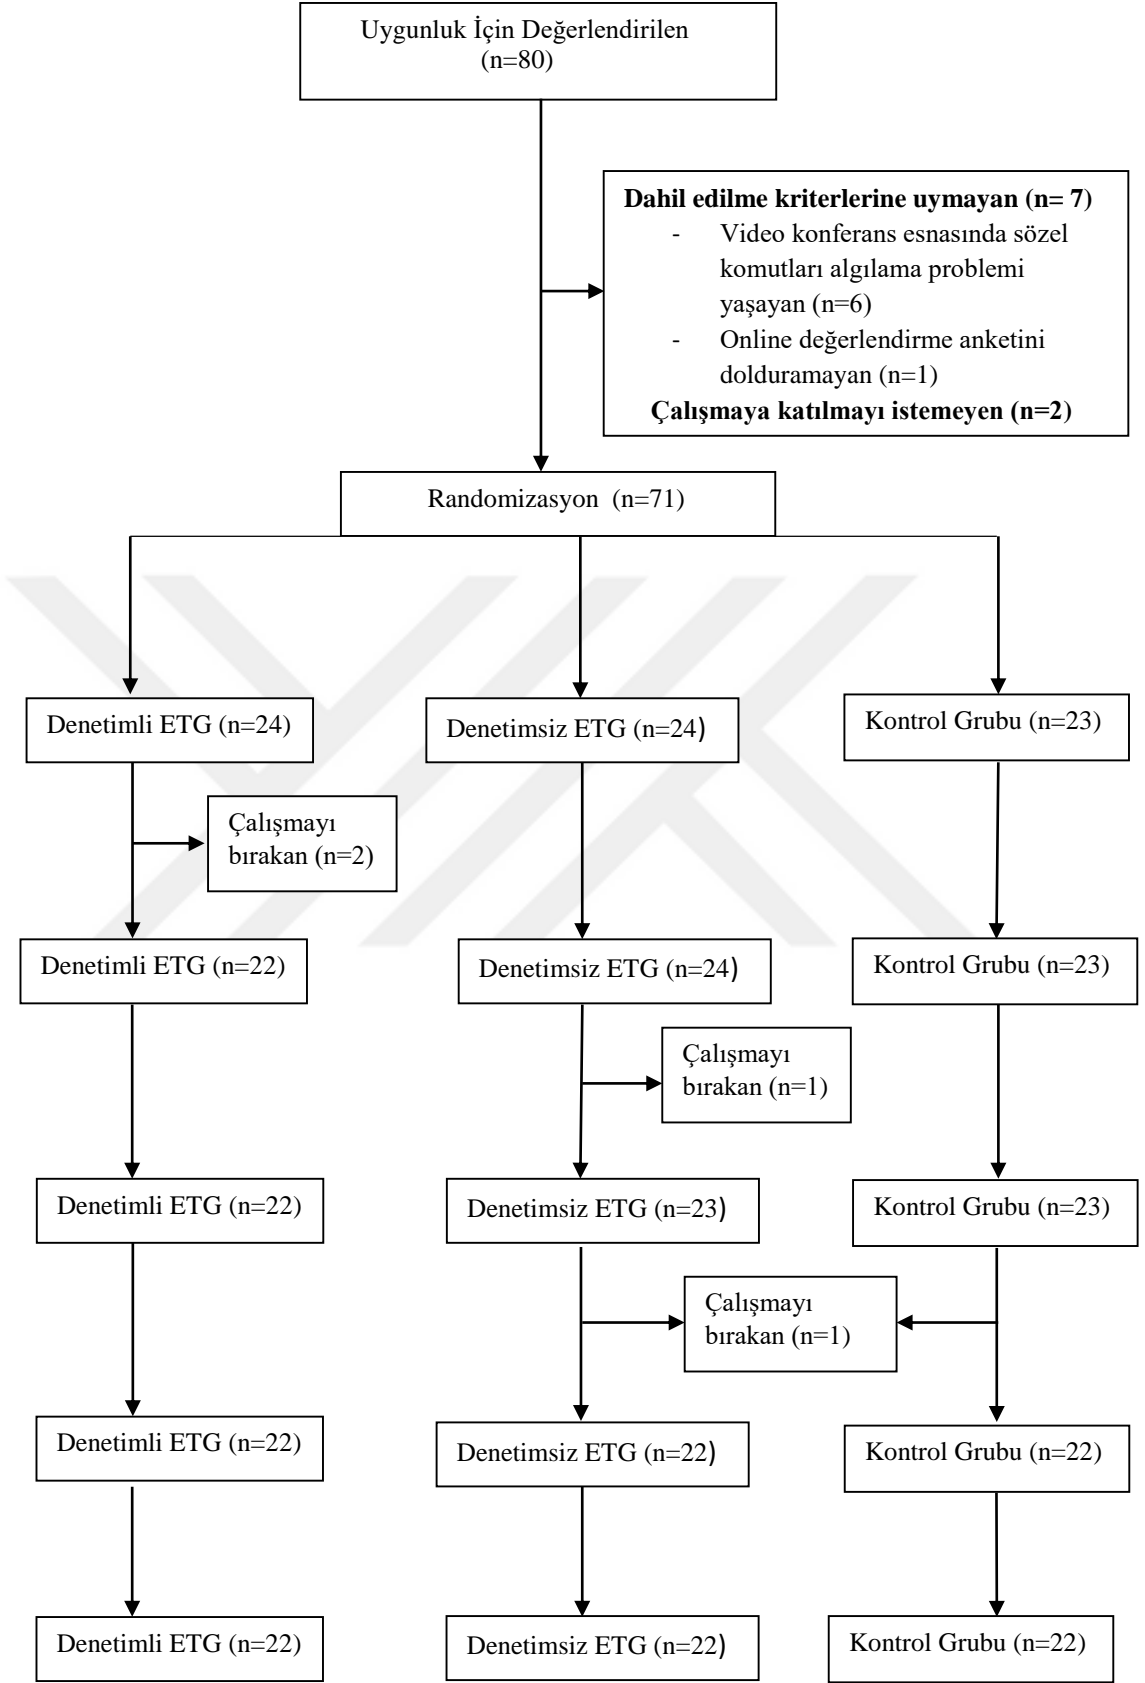 Uygunluk İçin Değerlendirilen
(n=80)
Dahil edilme kriterlerine uymayan (n= 7)
- Video konferans esnasında sözel
komutları algılama problemi
yaşayan (n=6)
- Online değerlendirme anketini
dolduramayan (n=1)
Çalışmaya katılmayı istemeyen (n=2)
Randomizasyon (n=71)
Denetimli ETG (n=24)
Denetimsiz ETG (n=24)
Kontrol Grubu (n=23)
Çalışmayı
bırakan (n=2)
Denetimli ETG (n=22)
Denetimsiz ETG (n=24)
Kontrol Grubu (n=23)
Çalışmayı
bırakan (n=1)
Denetimli ETG (n=22)
Denetimsiz ETG (n=23)
Kontrol Grubu (n=23)
Çalışmayı
bırakan (n=1)
Denetimli ETG (n=22)
Denetimsiz ETG (n=22)
Kontrol Grubu (n=22)
Denetimli ETG (n=22)
Denetimsiz ETG (n=22)
Kontrol Grubu (n=22)